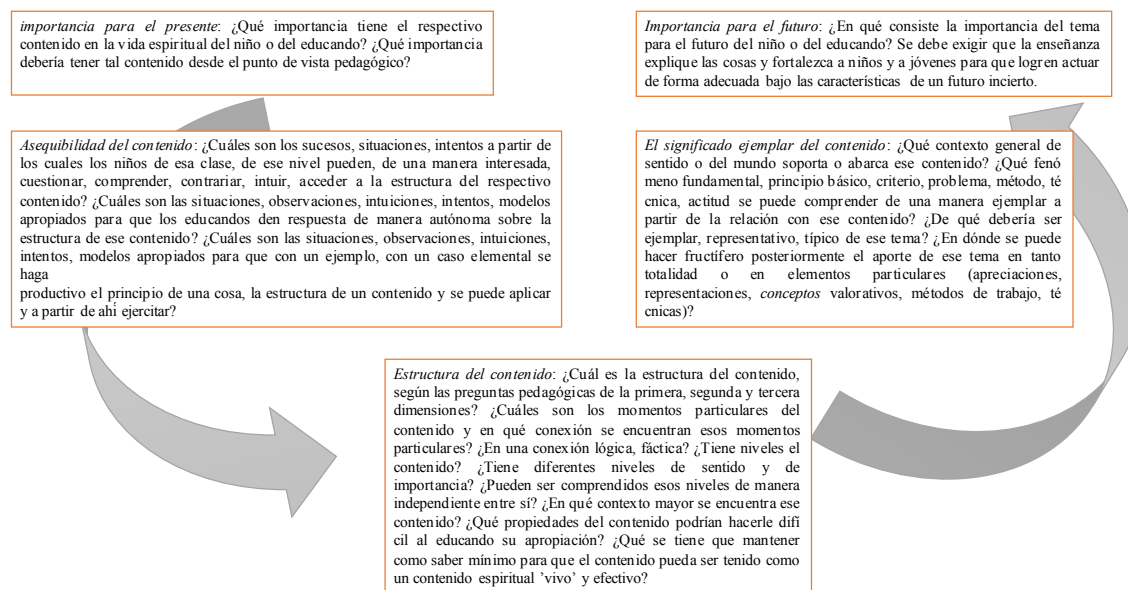 importancia para el presente: ¿Qué importancia tiene el respectivo
contenido en la vida espiritual del niño o del educando? ¿Qué importancia
debería tener tal contenido desde el punto de vista pedagógico?
Importancia para el futuro: ¿En qué consiste la importancia del tema
para el futuro del niño o del educando? Se debe exigir que la enseñanza
explique las cosas y fortalezca a niños y a jóvenes para que logren actuar
de forma adecuada bajo las características de un futuro incierto.
Asequibilidad del contenido: ¿Cuáles son los sucesos, situaciones, intentos a partir de
los cuales los niños de esa clase, de ese nivel pueden, de una manera interesada,
cuestionar, comprender, contrariar, intuir, acceder a la estructura del respectivo
contenido? ¿Cuáles son las situaciones, observaciones, intuiciones, intentos, modelos
apropiados para que los educandos den respuesta de manera autónoma sobre la
estructura de ese contenido? ¿Cuáles son las situaciones, observaciones, intuiciones,
intentos, modelos apropiados para que con un ejemplo, con un caso elemental se
haga
productivo el principio de una cosa, la estructura de un contenido y se puede aplicar
y a partir de ahí ejercitar?
El significado ejemplar del contenido: ¿Qué contexto general de
sentido o del mundo soporta o abarca ese contenido? ¿Qué fenó
meno fundamental, principio básico, criterio, problema, método, té
cnica, actitud se puede comprender de una manera ejemplar a
partir de la relación con ese contenido? ¿De qué debería ser
ejemplar, representativo, típico de ese tema? ¿En dónde se puede
hacer fructífero posteriormente el aporte de ese tema en tanto
totalidad o en elementos particulares (apreciaciones,
representaciones, conceptos valorativos, métodos de trabajo, té
cnicas)?
Estructura del contenido: ¿Cuál es la estructura del contenido,
según las preguntas pedagógicas de la primera, segunda y tercera
dimensiones? ¿Cuáles son los momentos particulares del
contenido y en qué conexión se encuentran esos momentos
particulares? ¿En una conexión lógica, fáctica? ¿Tiene niveles el
contenido? ¿Tiene diferentes niveles de sentido y de
importancia? ¿Pueden ser comprendidos esos niveles de manera
independiente entre sí? ¿En qué contexto mayor se encuentra ese
contenido? ¿Qué propiedades del contenido podrían hacerle difí
cil al educando su apropiación? ¿Qué se tiene que mantener
como saber mínimo para que el contenido pueda ser tenido como
un contenido espiritual ’vivo’ y efectivo?